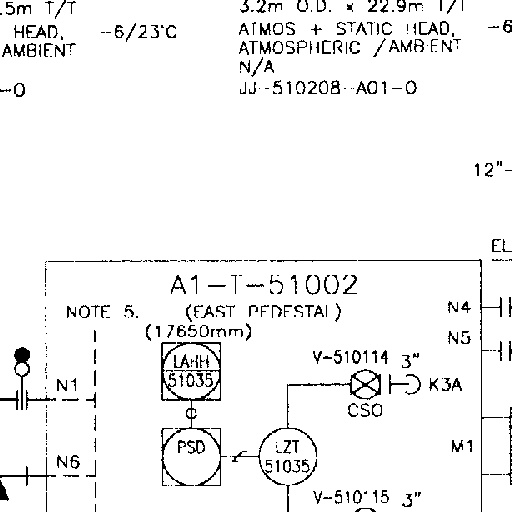 .5m T/T
3.2m O.D. x 22.9m T/T
HEAD, -6/23°C
ATMOS + STATIC HEAD, -6
AMBIENT
ATMOSPHERIC /AMBIENT
N/A
-0
JJ-510208-A01-0
12"-
A1-T-51002
NOTE 5. (EAST PEDESTAL)
(17650mm)
N4
N5
LAHH
51035
V-510114 3"
K3A
CSO
N1
PSD
LZT
51035
M1
N6
V-510115 3"